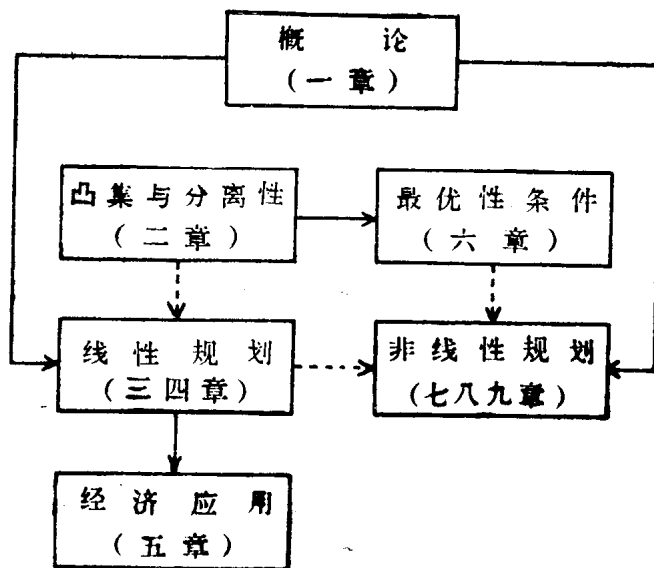 概论
(一章)
凸集与分离性
(二章)
最优性条件
(六章)
线性规划
(三四章)
非线性规划
(七八九章)
经济应用
(五章)